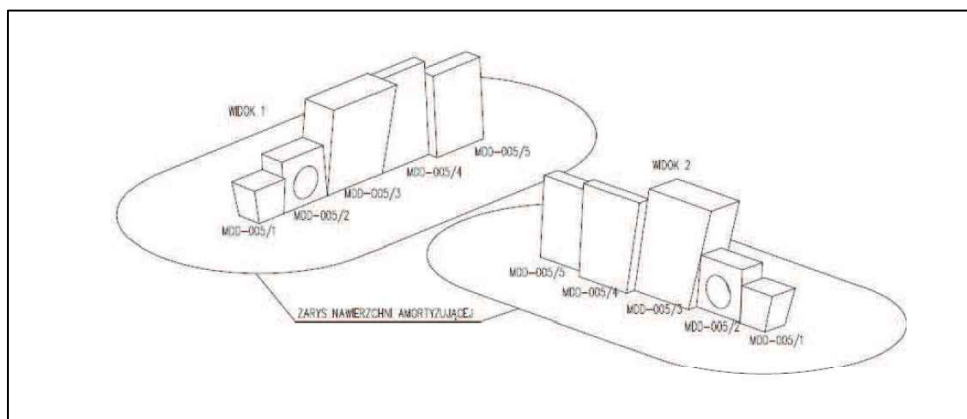 WIDOK 1
MDD-005/5
MDD-005/4
MDD-005/3
MDD-005/2
MDD-005/1
WIDOK 2
MDD-005/5
MDD-005/4
MDD-005/3
MDD-005/2
MDD-005/1
ZARYS NAWIERZCHNI AMORTYZUJĄCEJ